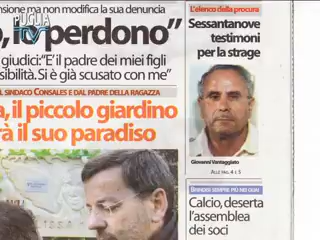 nsione ma non modifica la sua denuncia
PUGLIA
TV
o, io perdono”
giudici: “E’ il padre dei miei figli
sibilità. Si è già scusato con me”
IL SINDACO CONSALES E DAL PADRE DELLA RAGAZZA
a, il piccolo giardino
rà il suo paradiso
L’elenco della procura
Sessantanove
testimoni
per la strage
Giovanni Vantaggiato
ALLE PAG. 4 E 5
BRINDISI SEMPRE PIÙ NEI GUAI
Calcio, deserta
l’assemblea
dei soci